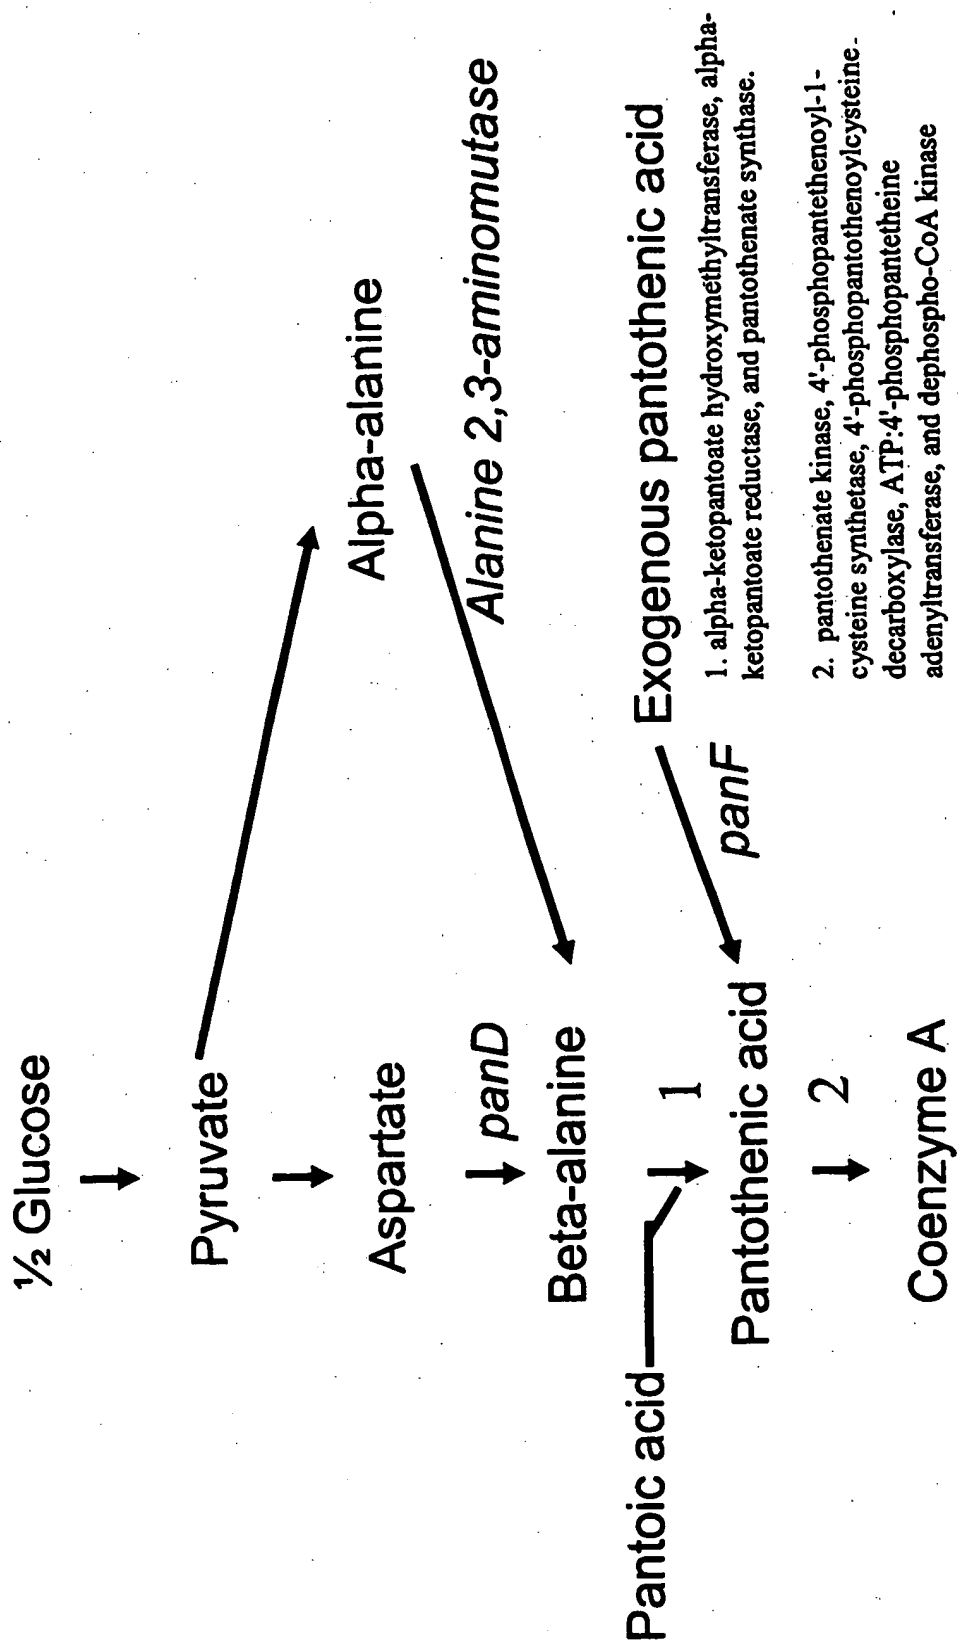 ½ Glucose
Pyruvate
Alpha-alanine
Aspartate
panD
Alanine 2,3-aminomutase
Beta-alanine
Pantoic acid
1
Exogenous pantothenic acid
panF
Pantothenic acid
1. alpha-ketopantoate hydroxymethyltransferase, alpha-
ketopantoate reductase, and pantothenate synthase.
2
2. pantothenate kinase, 4'-phosphopantethenoyl-1-
cysteine synthetase, 4'-phosphopantothenoylcysteine
decarboxylase, ATP:4'-phosphopantetheine
adenyltransferase, and dephospho-CoA kinase
Coenzyme A